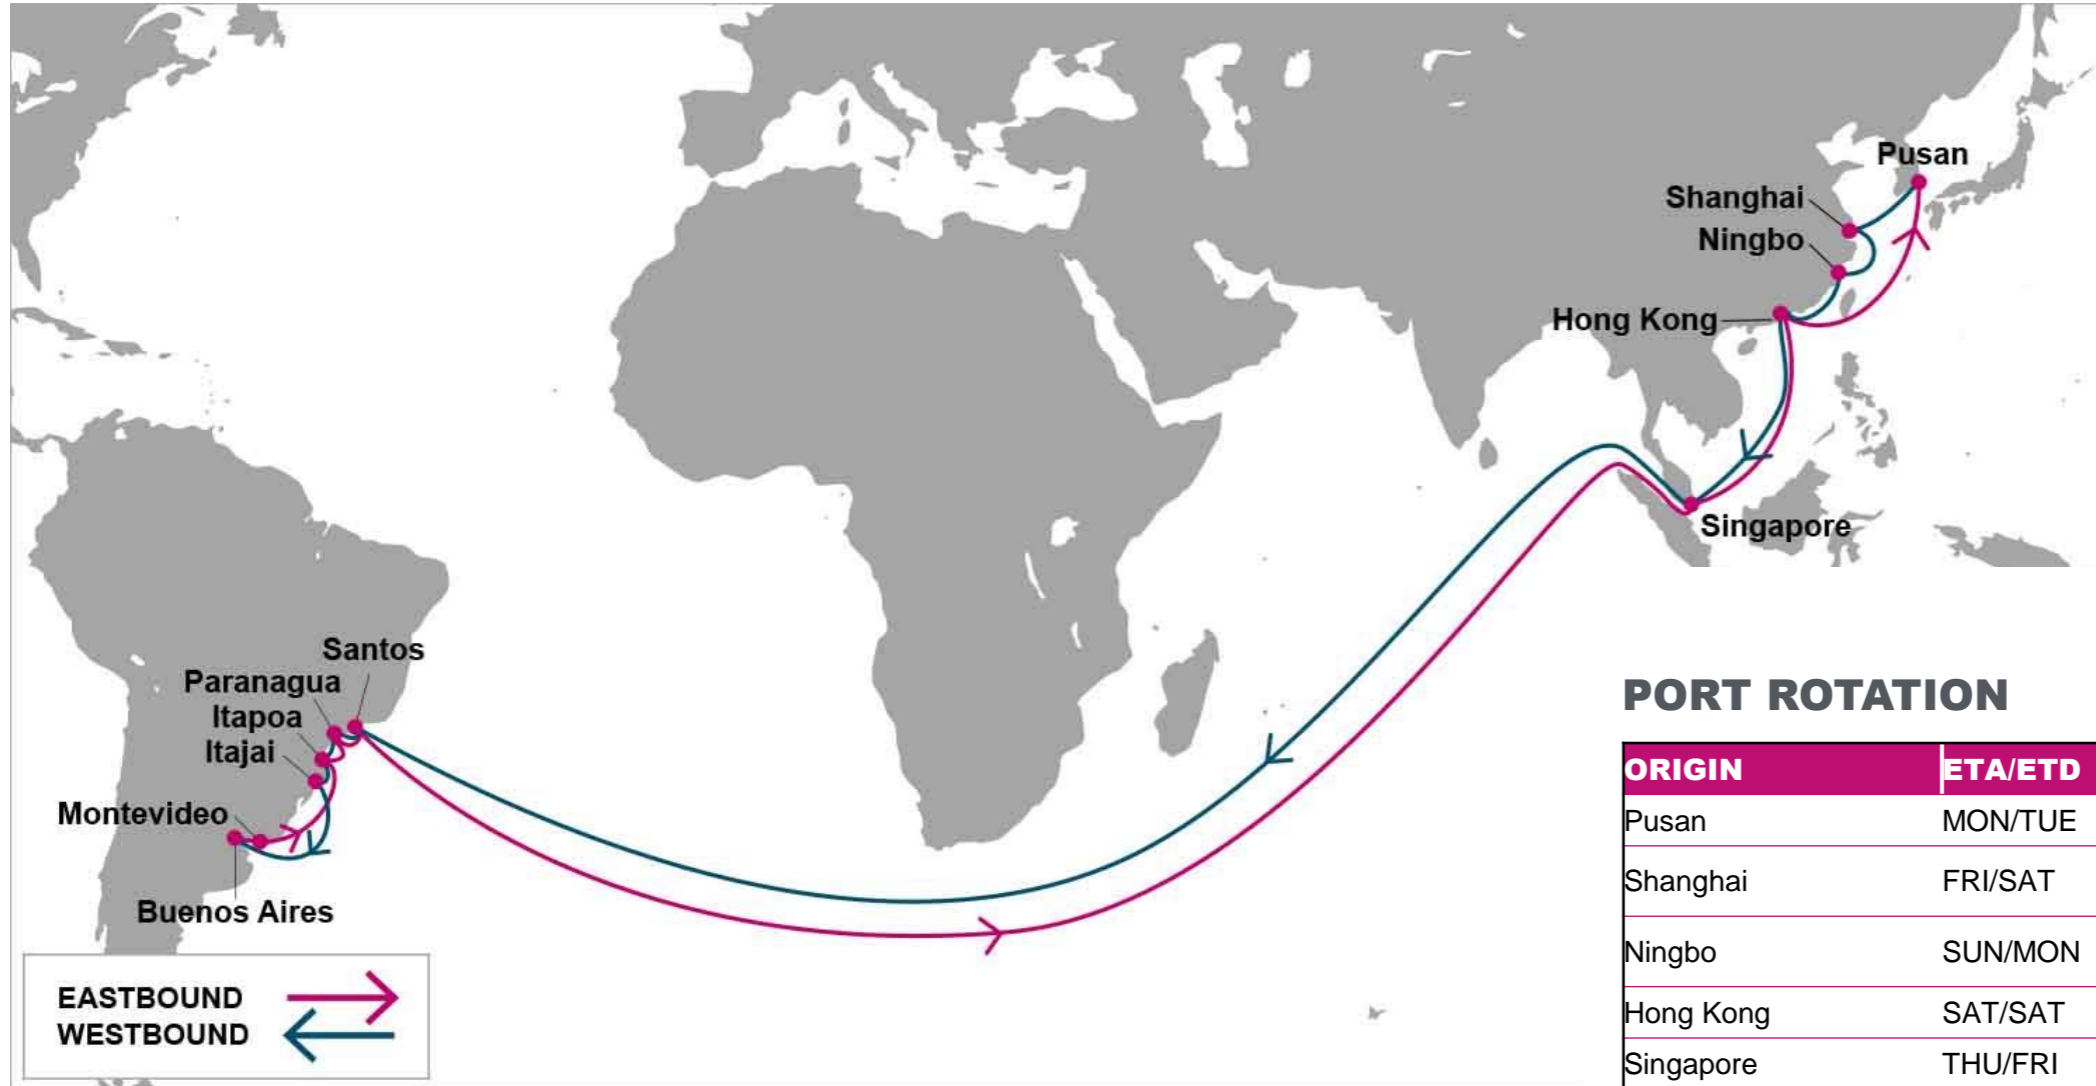 Pusan
Shanghai
Ningbo
Hong Kong
Singapore
Santos
Paranagua
Itapoa
Itajai
Montevideo
Buenos Aires
EASTBOUND
WESTBOUND
PORT ROTATION
ORIGIN ETA/ETD
Pusan MON/TUE
Shanghai FRI/SAT
Ningbo SUN/MON
Hong Kong SAT/SAT
Singapore THU/FRI